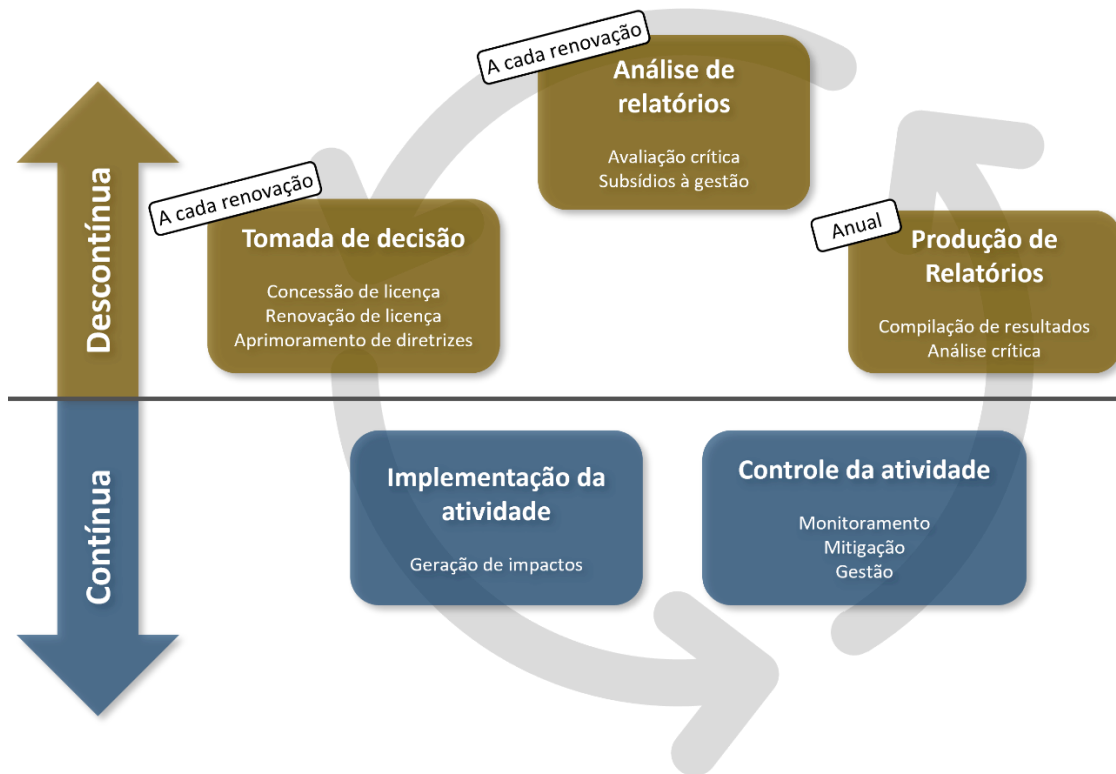 A cada renovação
Análise de
relatórios
Avaliação crítica
Subsídios à gestão
A cada renovação
Tomada de decisão
Concessão de licença
Renovação de licença
Aprimoramento de diretrizes
Anual
Produção de
Relatórios
Compilação de resultados
Análise crítica
Descontínua
Contínua
Implementação da
atividade
Geração de impactos
Controle da atividade
Monitoramento
Mitigação
Gestão